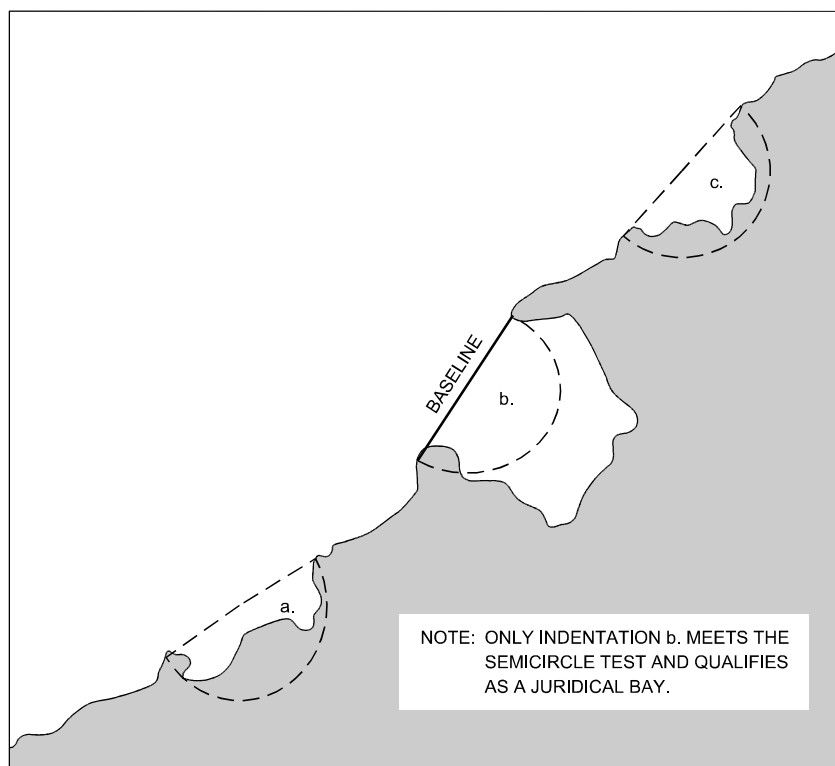 c.
BASELINE
b.
a.
NOTE: ONLY INDENTATION b. MEETS THE
SEMICIRCLE TEST AND QUALIFIES
AS A JURIDICAL BAY.